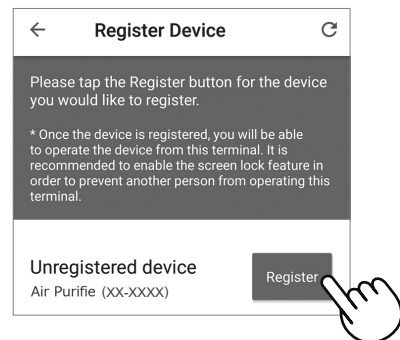 Register Device
Please tap the Register button for the device
you would like to register.
* Once the device is registered, you will be able
to operate the device from this terminal. It is
recommended to enable the screen lock feature in
order to prevent another person from operating this
terminal.
Unregistered device
Air Purifie (XX-XXXX)
Register